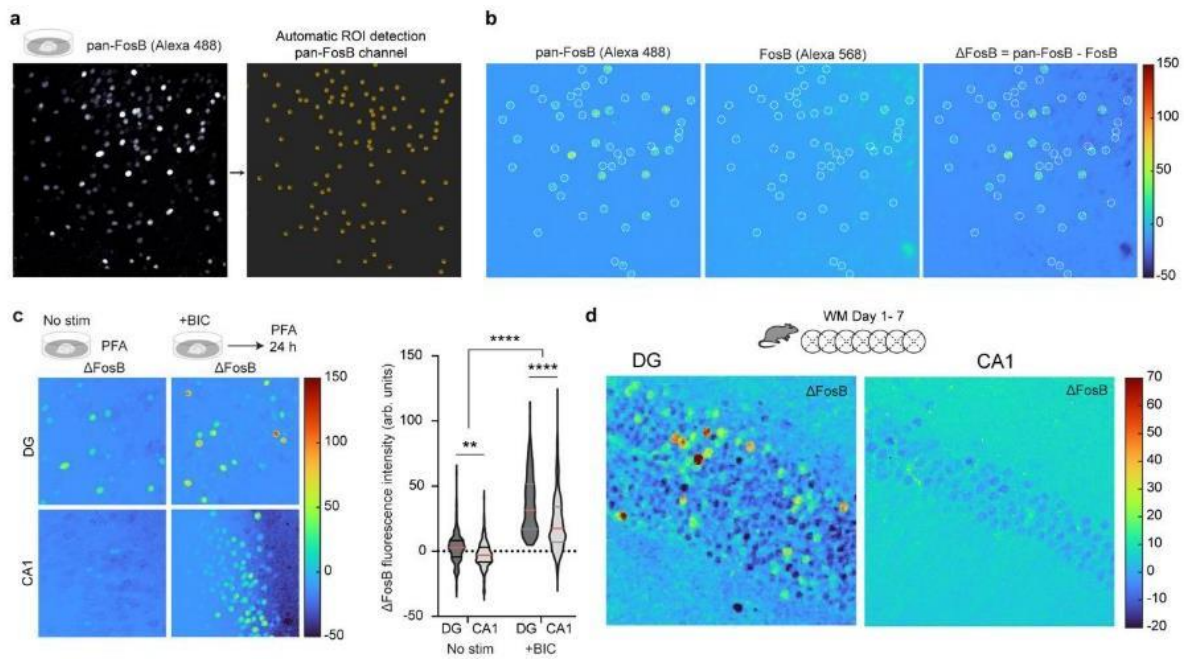 a
pan-FosB (Alexa 488)
Automatic ROI detection
pan-FosB channel
b
pan-FosB (Alexa 488)
FosB (Alexa 568)
ΔFosB = pan-FosB - FosB
150
100
50
0
-50
c
No stim
PFA
+BIC
PFA
24 h
ΔFosB
ΔFosB
DG
CA1
150
100
50
0
-50
ΔFosB fluorescence intensity (arb. units)
150
100
50
0
-50
****
****
**
DG CA1 DG CA1
No stim +BIC
d
WM Day 1- 7
DG
CA1
ΔFosB
ΔFosB
70
60
50
40
30
20
10
0
-10
-20